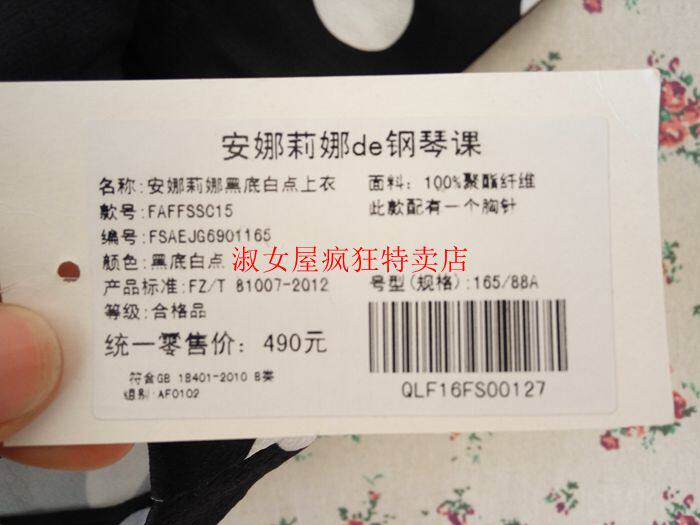 安娜莉娜de钢琴课
名称:安娜莉娜黑底白点上衣
款号:FAFFSSC15
编号:FSAEJG6901165
颜色:黑底白点
产品标准:FZ/T 81007-2012
等级:合格品
统一零售价: 490元
符合GB 18401-2010 B类
组别:AF0102
面料: 100%聚酯纤维
此款配有一个胸针
号型(规格):165/88A
QLF16FS00127
淑女屋疯狂特卖店